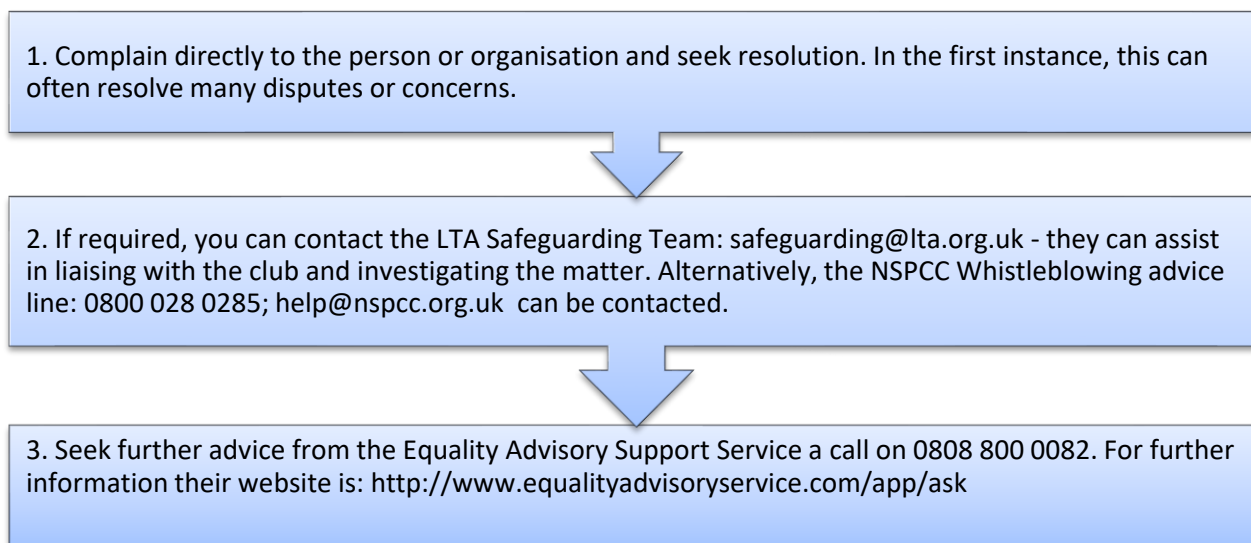 1. Complain directly to the person or organisation and seek resolution. In the first instance, this can
often resolve many disputes or concerns.
2. If required, you can contact the LTA Safeguarding Team: safeguarding@lta.org.uk - they can assist
in liaising with the club and investigating the matter. Alternatively, the NSPCC Whistleblowing advice
line: 0800 028 0285; help@nspcc.org.uk  can be contacted.
3. Seek further advice from the Equality Advisory Support Service a call on 0808 800 0082. For further
information their website is: http://www.equalityadvisoryservice.com/app/ask